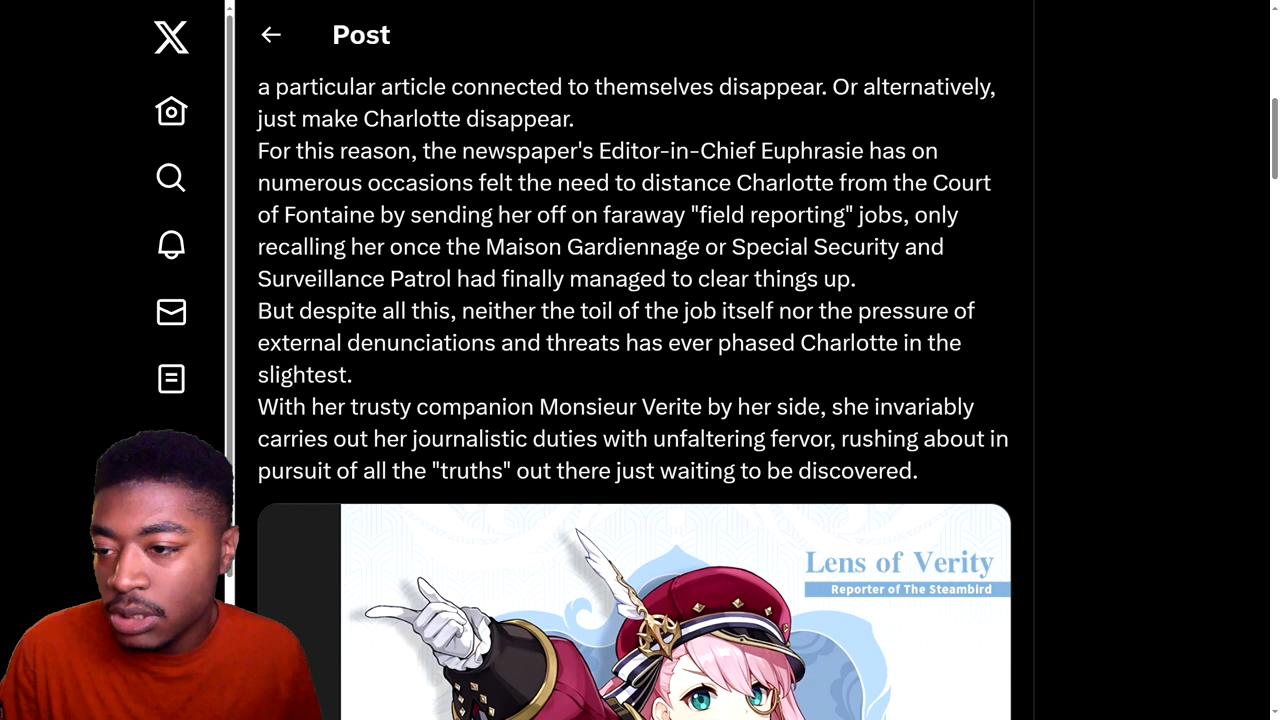 Post
a particular article connected to themselves disappear. Or alternatively,
just make Charlotte disappear.
For this reason, the newspaper's Editor-in-Chief Euphrasie has on
numerous occasions felt the need to distance Charlotte from the Court
of Fontaine by sending her off on faraway "field reporting" jobs, only
recalling her once the Maison Gardiennage or Special Security and
Surveillance Patrol had finally managed to clear things up.
But despite all this, neither the toil of the job itself nor the pressure of
external denunciations and threats has ever phased Charlotte in the
slightest.
With her trusty companion Monsieur Verite by her side, she invariably
carries out her journalistic duties with unfaltering fervor, rushing about in
pursuit of all the "truths" out there just waiting to be discovered.
Lens of Verity
Reporter of The Steambird